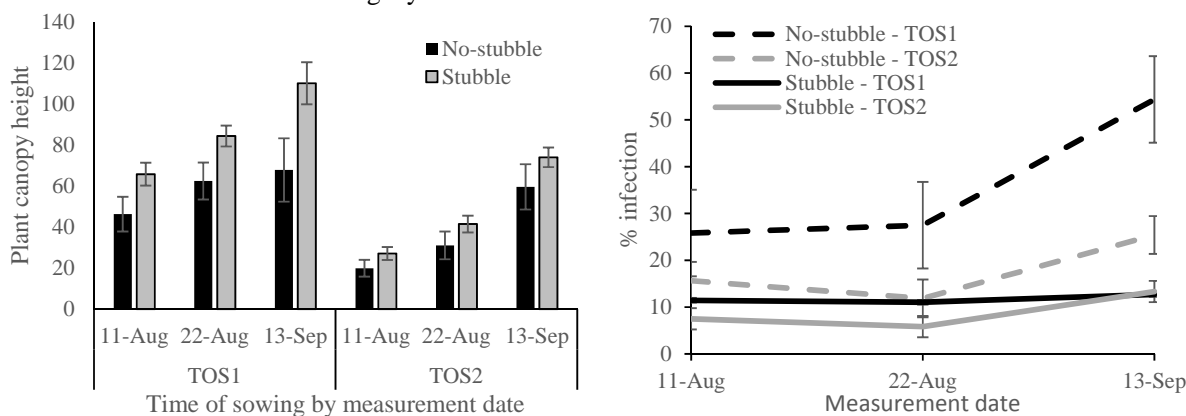 140
120
100
80
60
40
20
0
Plant canopy height
No-stubble
Stubble
11-Aug 22-Aug 13-Sep 11-Aug 22-Aug 13-Sep
TOS1 TOS2
Time of sowing by measurement date
70
60
50
40
30
20
10
0
% infection
No-stubble - TOS1
No-stubble - TOS2
Stubble - TOS1
Stubble - TOS2
11-Aug 22-Aug 13-Sep
Measurement date